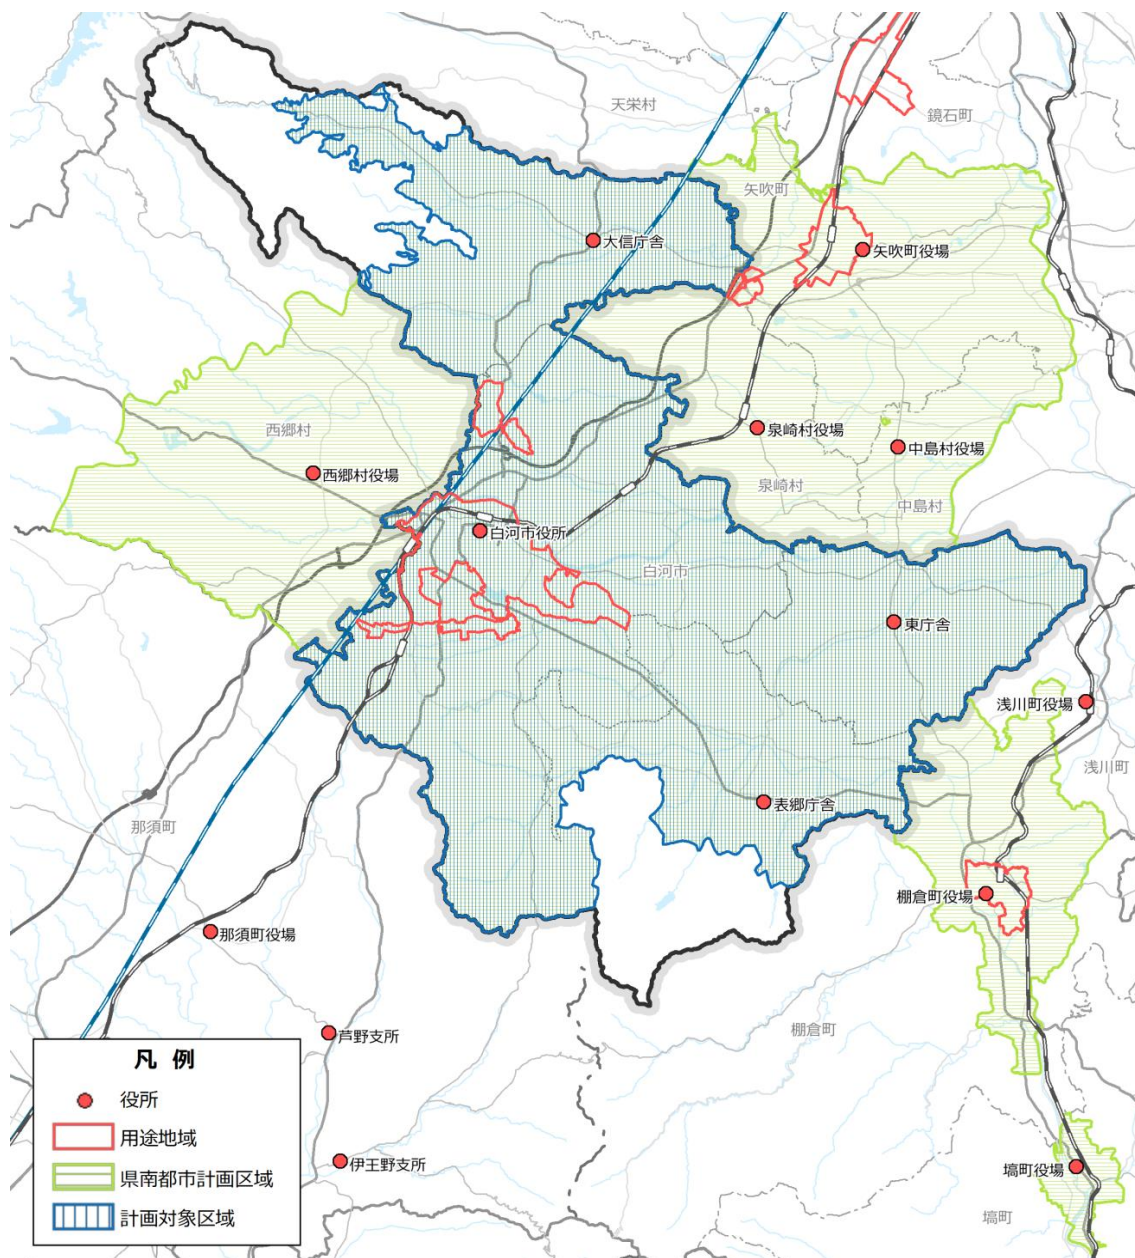 天栄村
鏡石町
矢吹町
大信庁舎
矢吹町役場
西郷村
泉崎村役場
中島村役場
西郷村役場
泉崎村
中島村
白河市役所
白河市
東庁舎
浅川町役場
浅川町
表郷庁舎
那須町
棚倉町役場
那須町役場
棚倉町
芦野支所
伊王野支所
塙町役場
塙町
凡 例
役所
用途地域
県南都市計画区域
計画対象区域